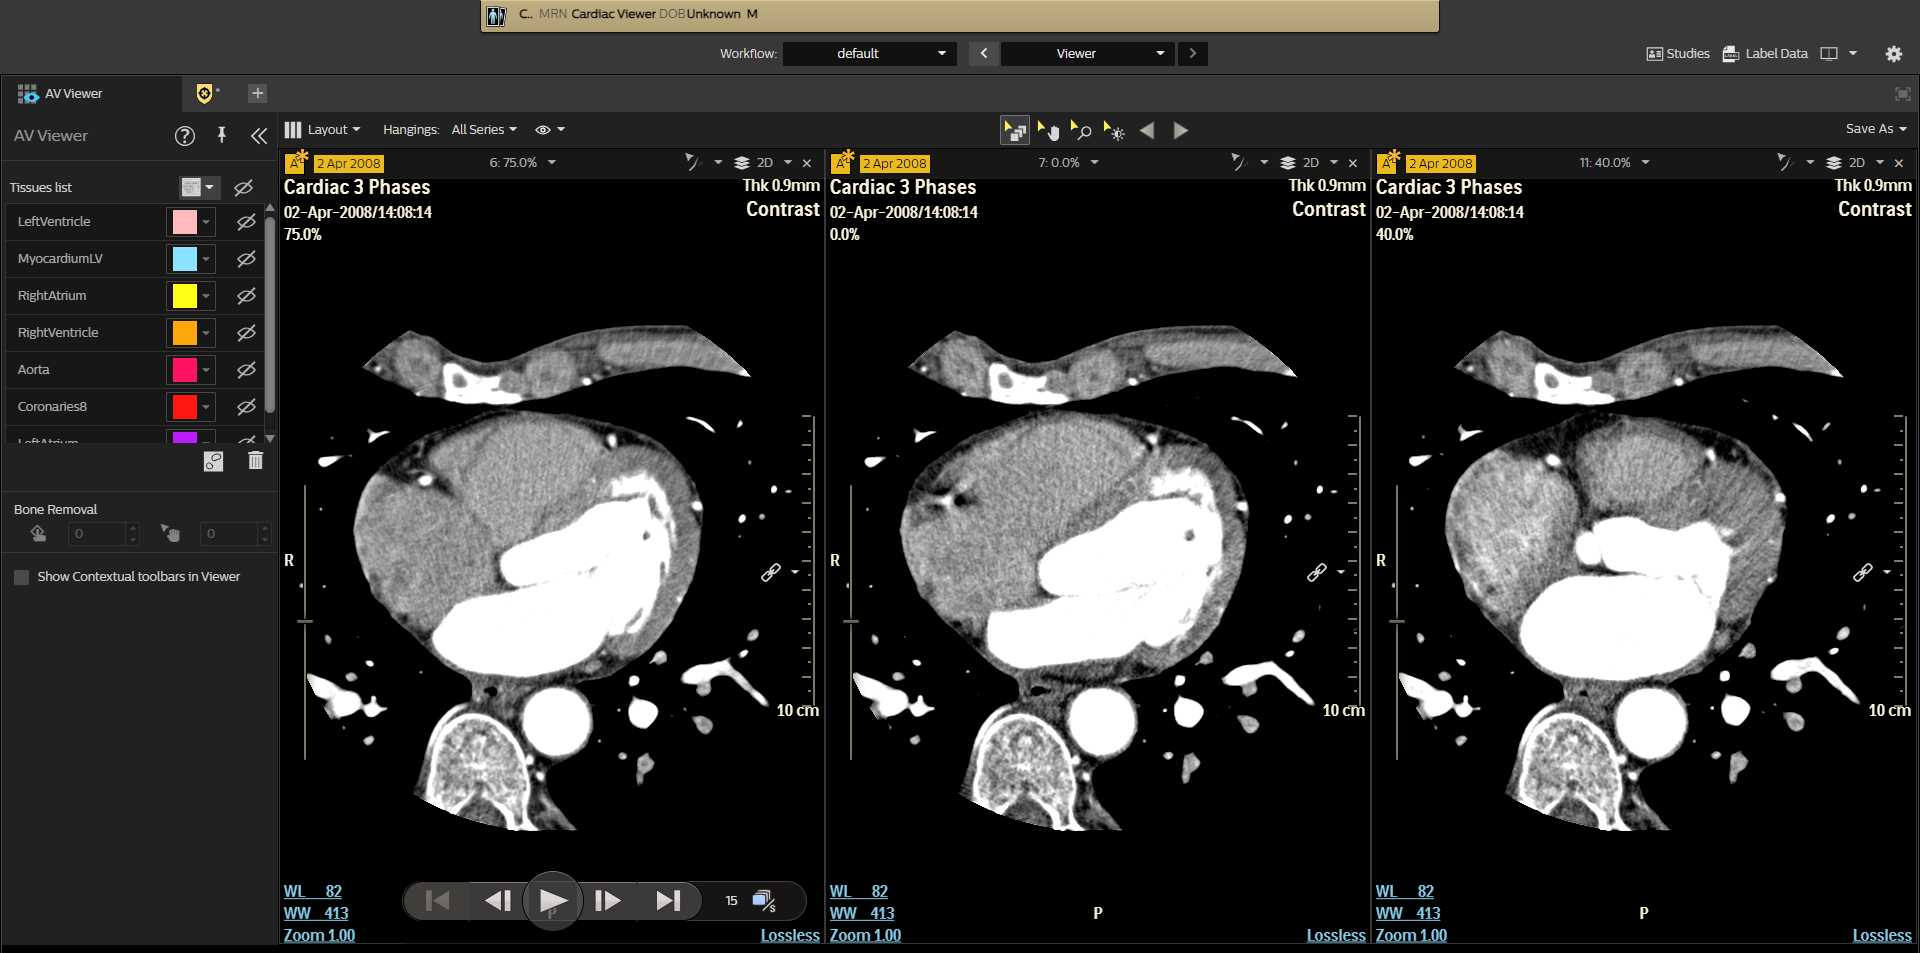 C.. MRN Cardiac Viewer DOB Unknown M
Workflow: default Viewer
Studies Label Data
AV Viewer
AV Viewer
Layout Hangings: All Series
Save As
Tissues list
LeftVentricle
MyocardiumLV
RightAtrium
RightVentricle
Aorta
Coronaries8
LeftAtrium
Bone Removal
0 0
Show Contextual toolbars in Viewer
A 2 Apr 2008 6: 75.0% 2D
Cardiac 3 Phases Thk 0.9mm
02-Apr-2008/14:08:14 Contrast
75.0%
R
10 cm
WL 82
WW 413
Zoom 1.00 Lossless
P
15
S
A 2 Apr 2008 7: 0.0% 2D
Cardiac 3 Phases Thk 0.9mm
02-Apr-2008/14:08:14 Contrast
0.0%
R
10 cm
WL 82
WW 413 P
Zoom 1.00 Lossless
A 2 Apr 2008 11: 40.0% 2D
Cardiac 3 Phases Thk 0.9mm
02-Apr-2008/14:08:14 Contrast
40.0%
R
10 cm
WL 82
WW 413 P
Zoom 1.00 Lossless